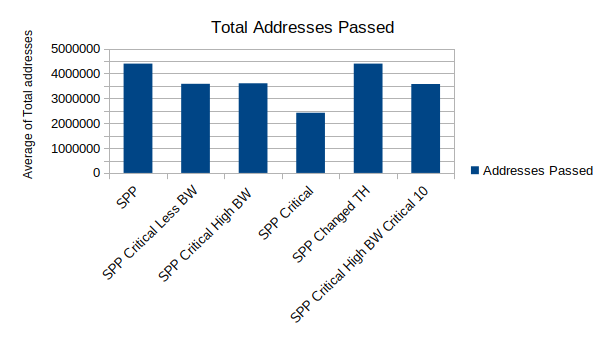 Total Addresses Passed
Average of Total addresses
5000000
4000000
3000000
2000000
1000000
0
SPP
SPP Critical Less BW
SPP Critical High BW
SPP Critical
SPP Changed TH
SPP Critical High BW Critical 10
Addresses Passed